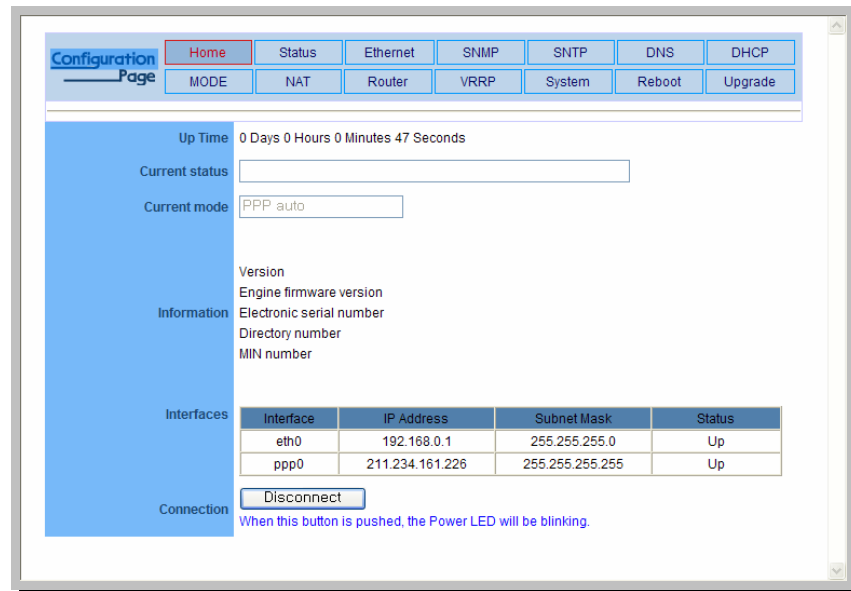 Configuration Page
Home Status Ethernet SNMP SNTP DNS DHCP
MODE NAT Router VRRP System Reboot Upgrade
Up Time 0 Days 0 Hours 0 Minutes 47 Seconds
Current status
Current mode PPP auto
Version
Engine firmware version
Information Electronic serial number
Directory number
MIN number
Interfaces
Interface IP Address Subnet Mask Status
eth0 192.168.0.1 255.255.255.0 Up
ppp0 211.234.161.226 255.255.255.255 Up
Connection Disconnect
When this button is pushed, the Power LED will be blinking.